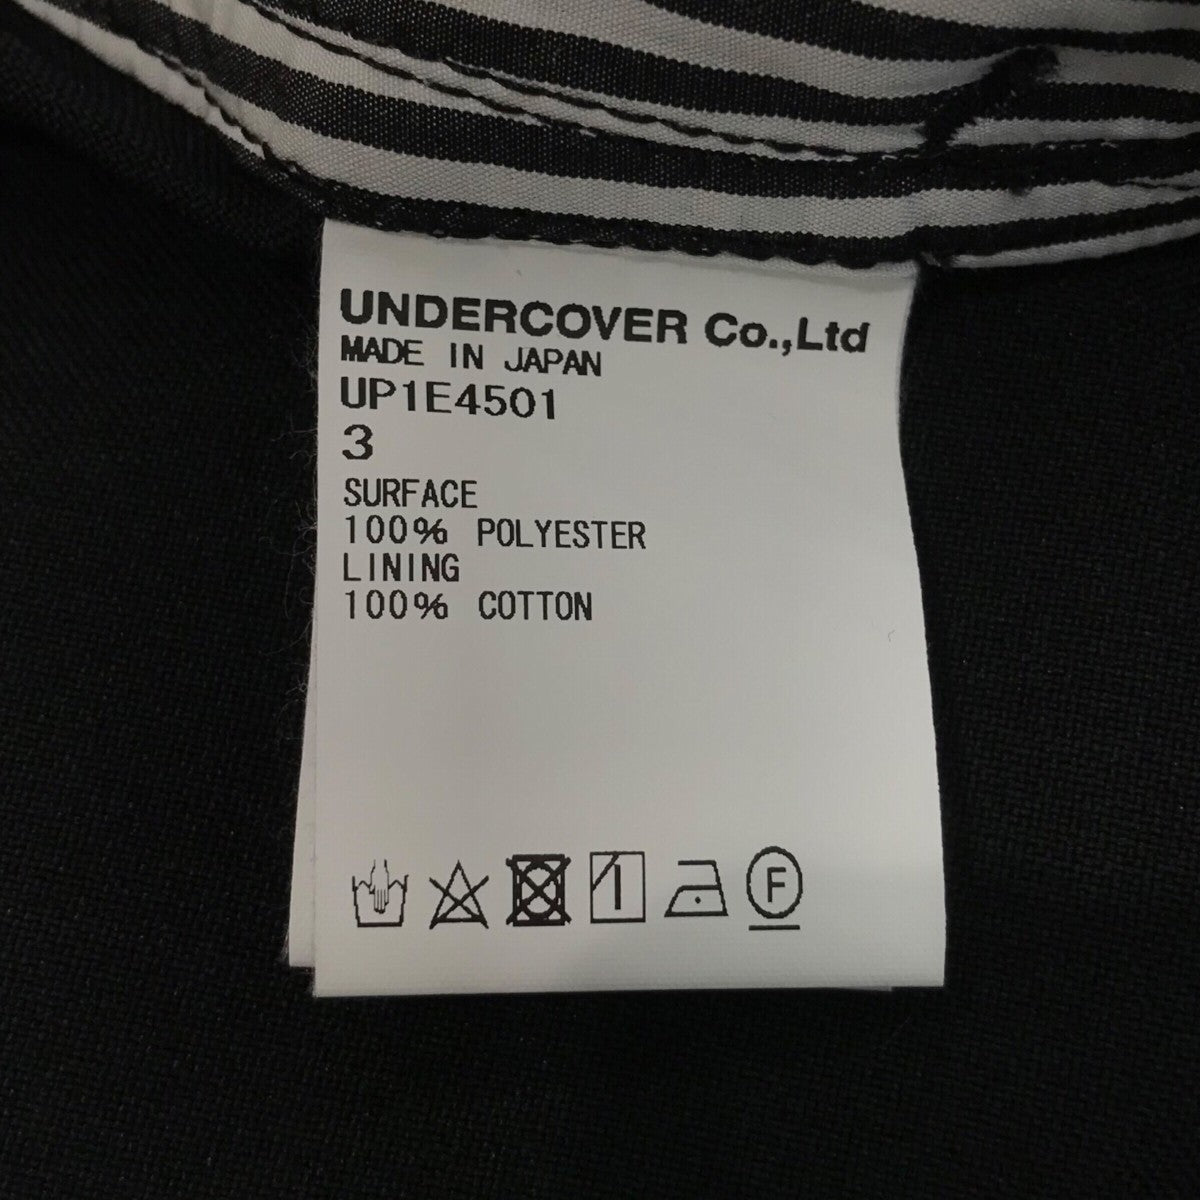 UNDERCOVER Co.,Ltd
MADE IN JAPAN
UP1E4501
3
SURFACE
100% POLYESTER
LINING
100% COTTON
F